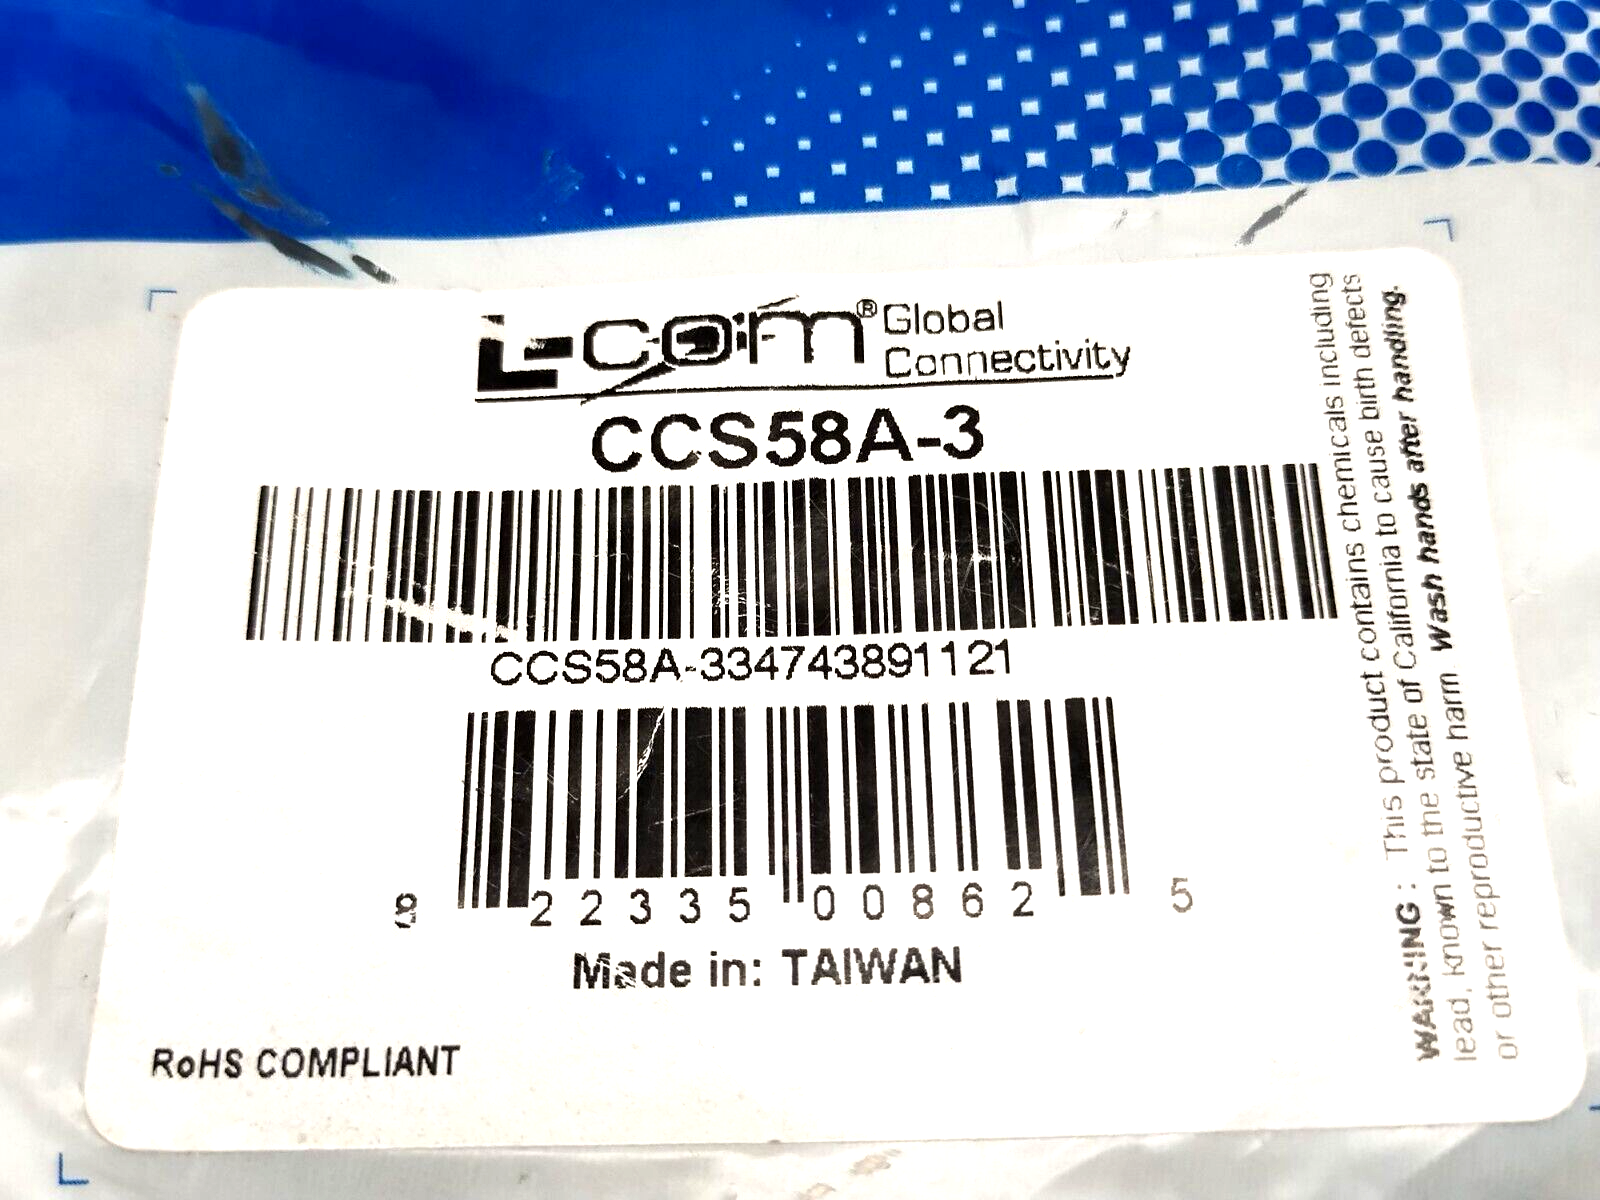 L-com® Global
Connectivity
CCS58A-3
CCS58A-334743891121
22335 00862 5
Made in: TAIWAN
RoHS COMPLIANT
WARNING : This product contains chemicals including
lead, known to the state of California to cause birth defects
or other reproductive harm Wash hands after handling.